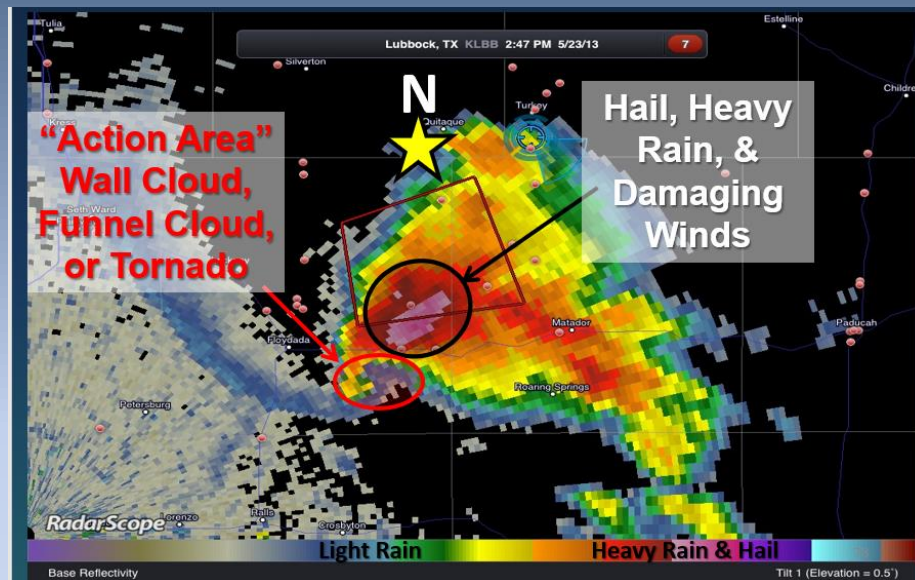 Tulia
Estelline
Lubbock, TX KLBB 2:47 PM 5/23/13
7
Silverton
Childre
N
Turkey
Kress
Quitaque
“Action Area”
Wall Cloud,
Funnel Cloud,
or Tornado
Hail, Heavy
Rain, &
Damaging
Winds
Seth Ward
Matador
Paducah
Floydada
Roaring Springs
Petersburg
RadarScope
Lorenzo
Ralls
Crosbyton
Light Rain
Heavy Rain & Hail
Base Reflectivity
Tilt 1 (Elevation = 0.5°)